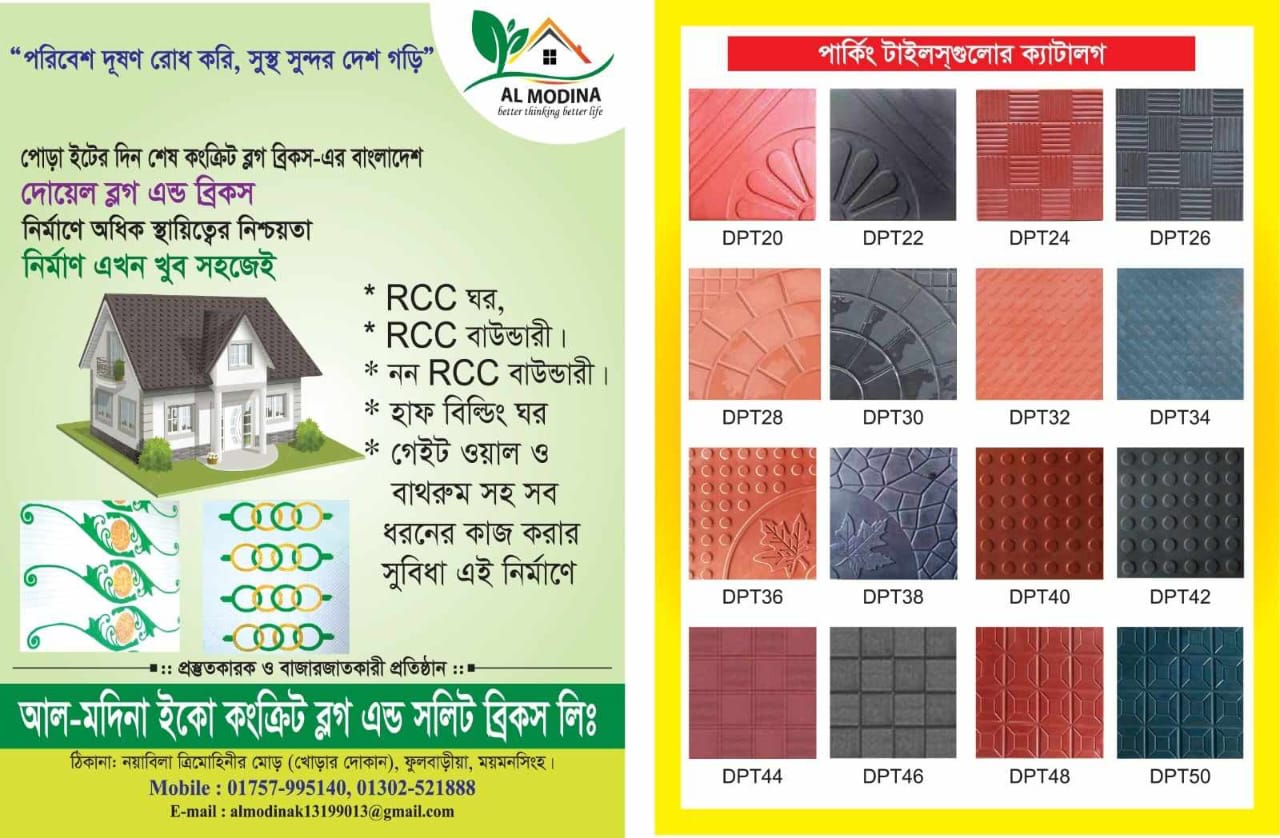 “পরিবেশ দূষণ রোধ করি, সুস্থ সুন্দর দেশ গড়ি”
AL MODINA
better thinking better life
পোড়া ইটের দিন শেষ কংক্রিট ব্লগ ব্রিকস-এর বাংলাদেশ
দোয়েল ব্লগ এন্ড ব্রিকস
নির্মাণে অধিক স্থায়িত্বের নিশ্চয়তা
নির্মাণ এখন খুব সহজেই
* RCC ঘর,
* RCC বাউন্ডারী।
* নন RCC বাউন্ডারী।
* হাফ বিল্ডিং ঘর
* গেইট ওয়াল ও
বাথরুম সহ সব
ধরনের কাজ করার
সুবিধা এই নির্মাণে
:: প্রস্তুতকারক ও বাজারজাতকারী প্রতিষ্ঠান ::
আল-মদিনা ইকো কংক্রিট ব্লগ এন্ড সলিট ব্রিকস লিঃ
ঠিকানা: নয়াবিলা ত্রিমোহিনীর মোড় (খোড়ার দোকান), ফুলবাড়ীয়া, ময়মনসিংহ।
Mobile : 01757-995140, 01302-521888
E-mail : almodinak13199013@gmail.com
পার্কিং টাইলস্গুলোর ক্যাটালগ
DPT20 DPT22 DPT24 DPT26
DPT28 DPT30 DPT32 DPT34
DPT36 DPT38 DPT40 DPT42
DPT44 DPT46 DPT48 DPT50